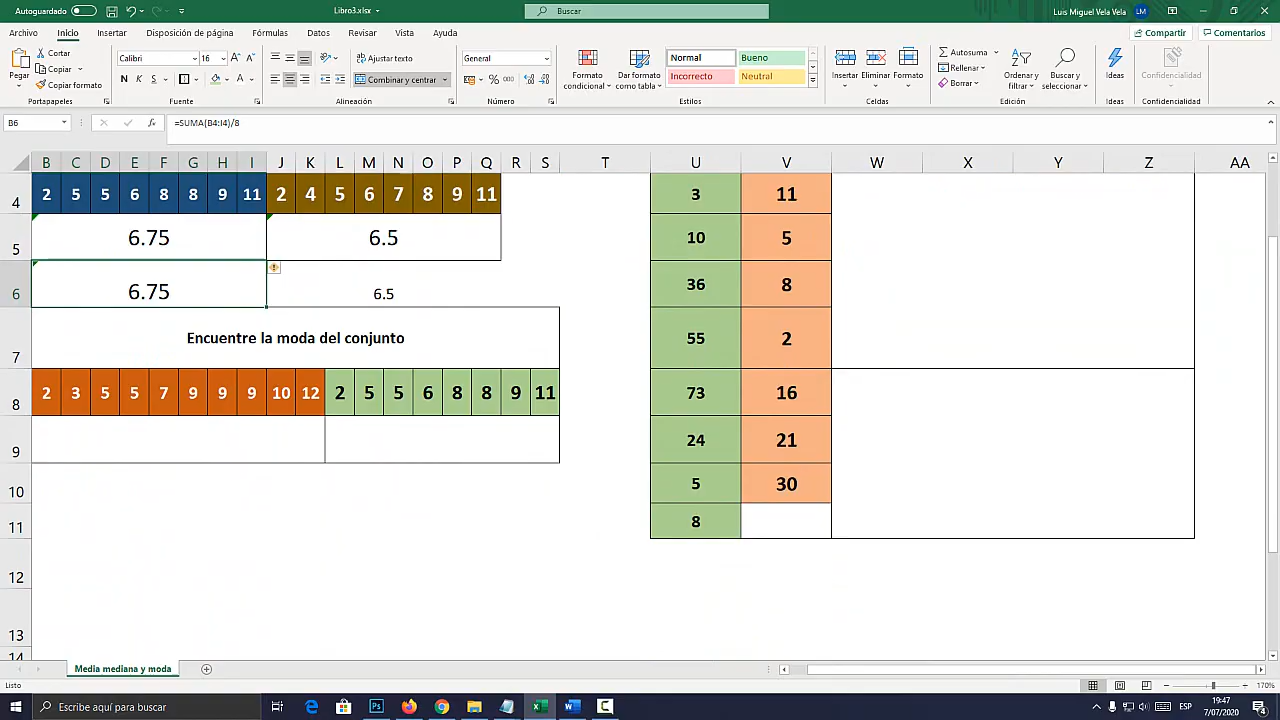 Autoguardado
Libro3.xlsx
Buscar
Luis Miguel Vela Vela
LM
Archivo Inicio Insertar Disposición de página Fórmulas Datos Revisar Vista Ayuda
Compartir Comentarios
Pegar
Cortar
Copiar
Copiar formato
Portapapeles
Calibri 16 A A
N K S A
Fuente
Ajustar texto
Combinar y centrar
Alineación
General
% 000
Número
Formato condicional
Dar formato como tabla
Normal Bueno
Incorrecto Neutral
Estilos
Insertar Eliminar Formato
Celdas
Autosuma
Rellenar
Borrar
Ordenar y filtrar
Buscar y seleccionar
Edición
Ideas
Ideas
Confidencialidad
Confidencialidad
B6 fx =SUMA(B4:I4)/8
B C D E F G H I J K L M N O P Q R S T U V W X Y Z AA
4 2 5 5 6 8 8 9 11 2 4 5 6 7 8 9 11 3 11
5 6.75 6.5 10 5
6 6.75 6.5 36 8
7 Encuentre la moda del conjunto 55 2
8 2 3 5 5 7 9 9 9 10 12 2 5 5 6 8 8 9 11 73 16
9 24 21
10 5 30
11 8
12
13
14
Media mediana y moda
Listo
170%
Escribe aquí para buscar
ESP
19:47
7/07/2020